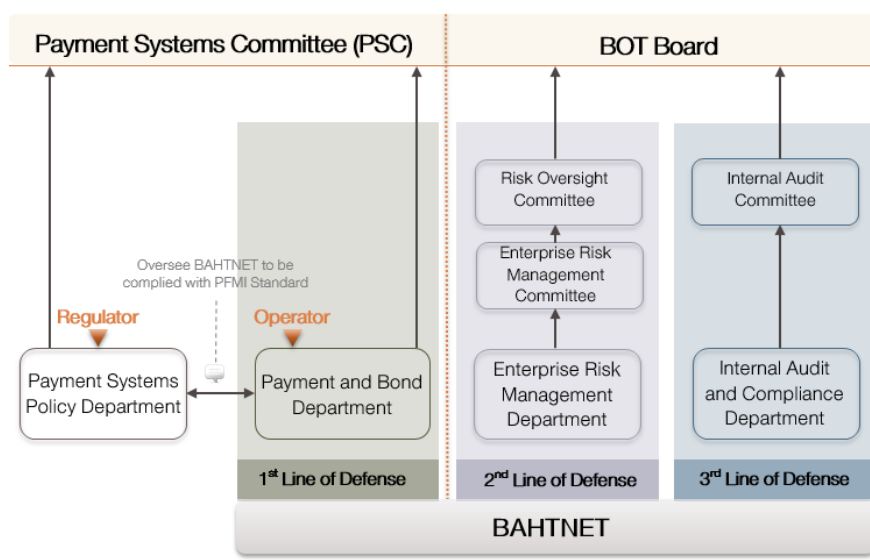 Payment Systems Committee (PSC)
BOT Board
Risk Oversight
Committee
Internal Audit
Committee
Enterprise Risk
Management
Committee
Oversee BAHTNET to be
complied with PFMI Standard
Regulator
Operator
Payment Systems
Policy Department
Payment and Bond
Department
Enterprise Risk
Management
Department
Internal Audit
and Compliance
Department
1st Line of Defense
2nd Line of Defense
3rd Line of Defense
BAHTNET